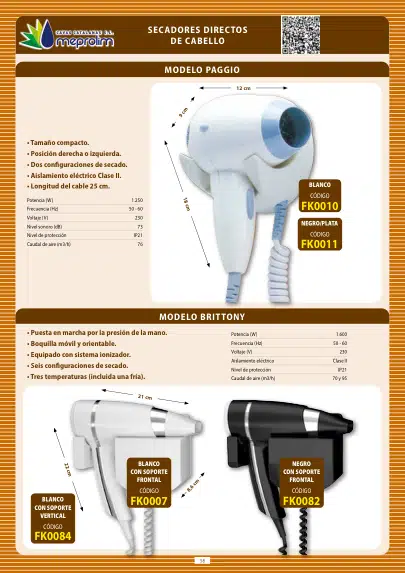 CAYRE CATALANAS S.L.
meprolim
SECADORES DIRECTOS
DE CABELLO
MODELO PAGGIO
12 cm
9 cm
18 cm
• Tamaño compacto.
• Posición derecha o izquierda.
• Dos configuraciones de secado.
• Aislamiento eléctrico Clase II.
• Longitud del cable 25 cm.
Potencia (W) 1 250
Frecuencia (Hz) 50 - 60
Voltaje (V) 230
Nivel sonoro (dB) 73
Nivel de protección IP21
Caudal de aire (m3/h) 76
BLANCO
CÓDIGO
FK0010
NEGRO/PLATA
CÓDIGO
FK0011
MODELO BRITTONY
• Puesta en marcha por la presión de la mano.
• Boquilla móvil y orientable.
• Equipado con sistema ionizador.
• Seis configuraciones de secado.
• Tres temperaturas (incluida una fría).
Potencia (W) 1.600
Frecuencia (Hz) 50 - 60
Voltaje (V) 230
Aislamiento eléctrico Clase II
Nivel de protección IP21
Caudal de aire (m3/h) 70 y 95
21 cm
22 cm
8,6 cm
BLANCO
CON SOPORTE
FRONTAL
CÓDIGO
FK0007
NEGRO
CON SOPORTE
FRONTAL
CÓDIGO
FK0082
BLANCO
CON SOPORTE
VERTICAL
CÓDIGO
FK0084
38